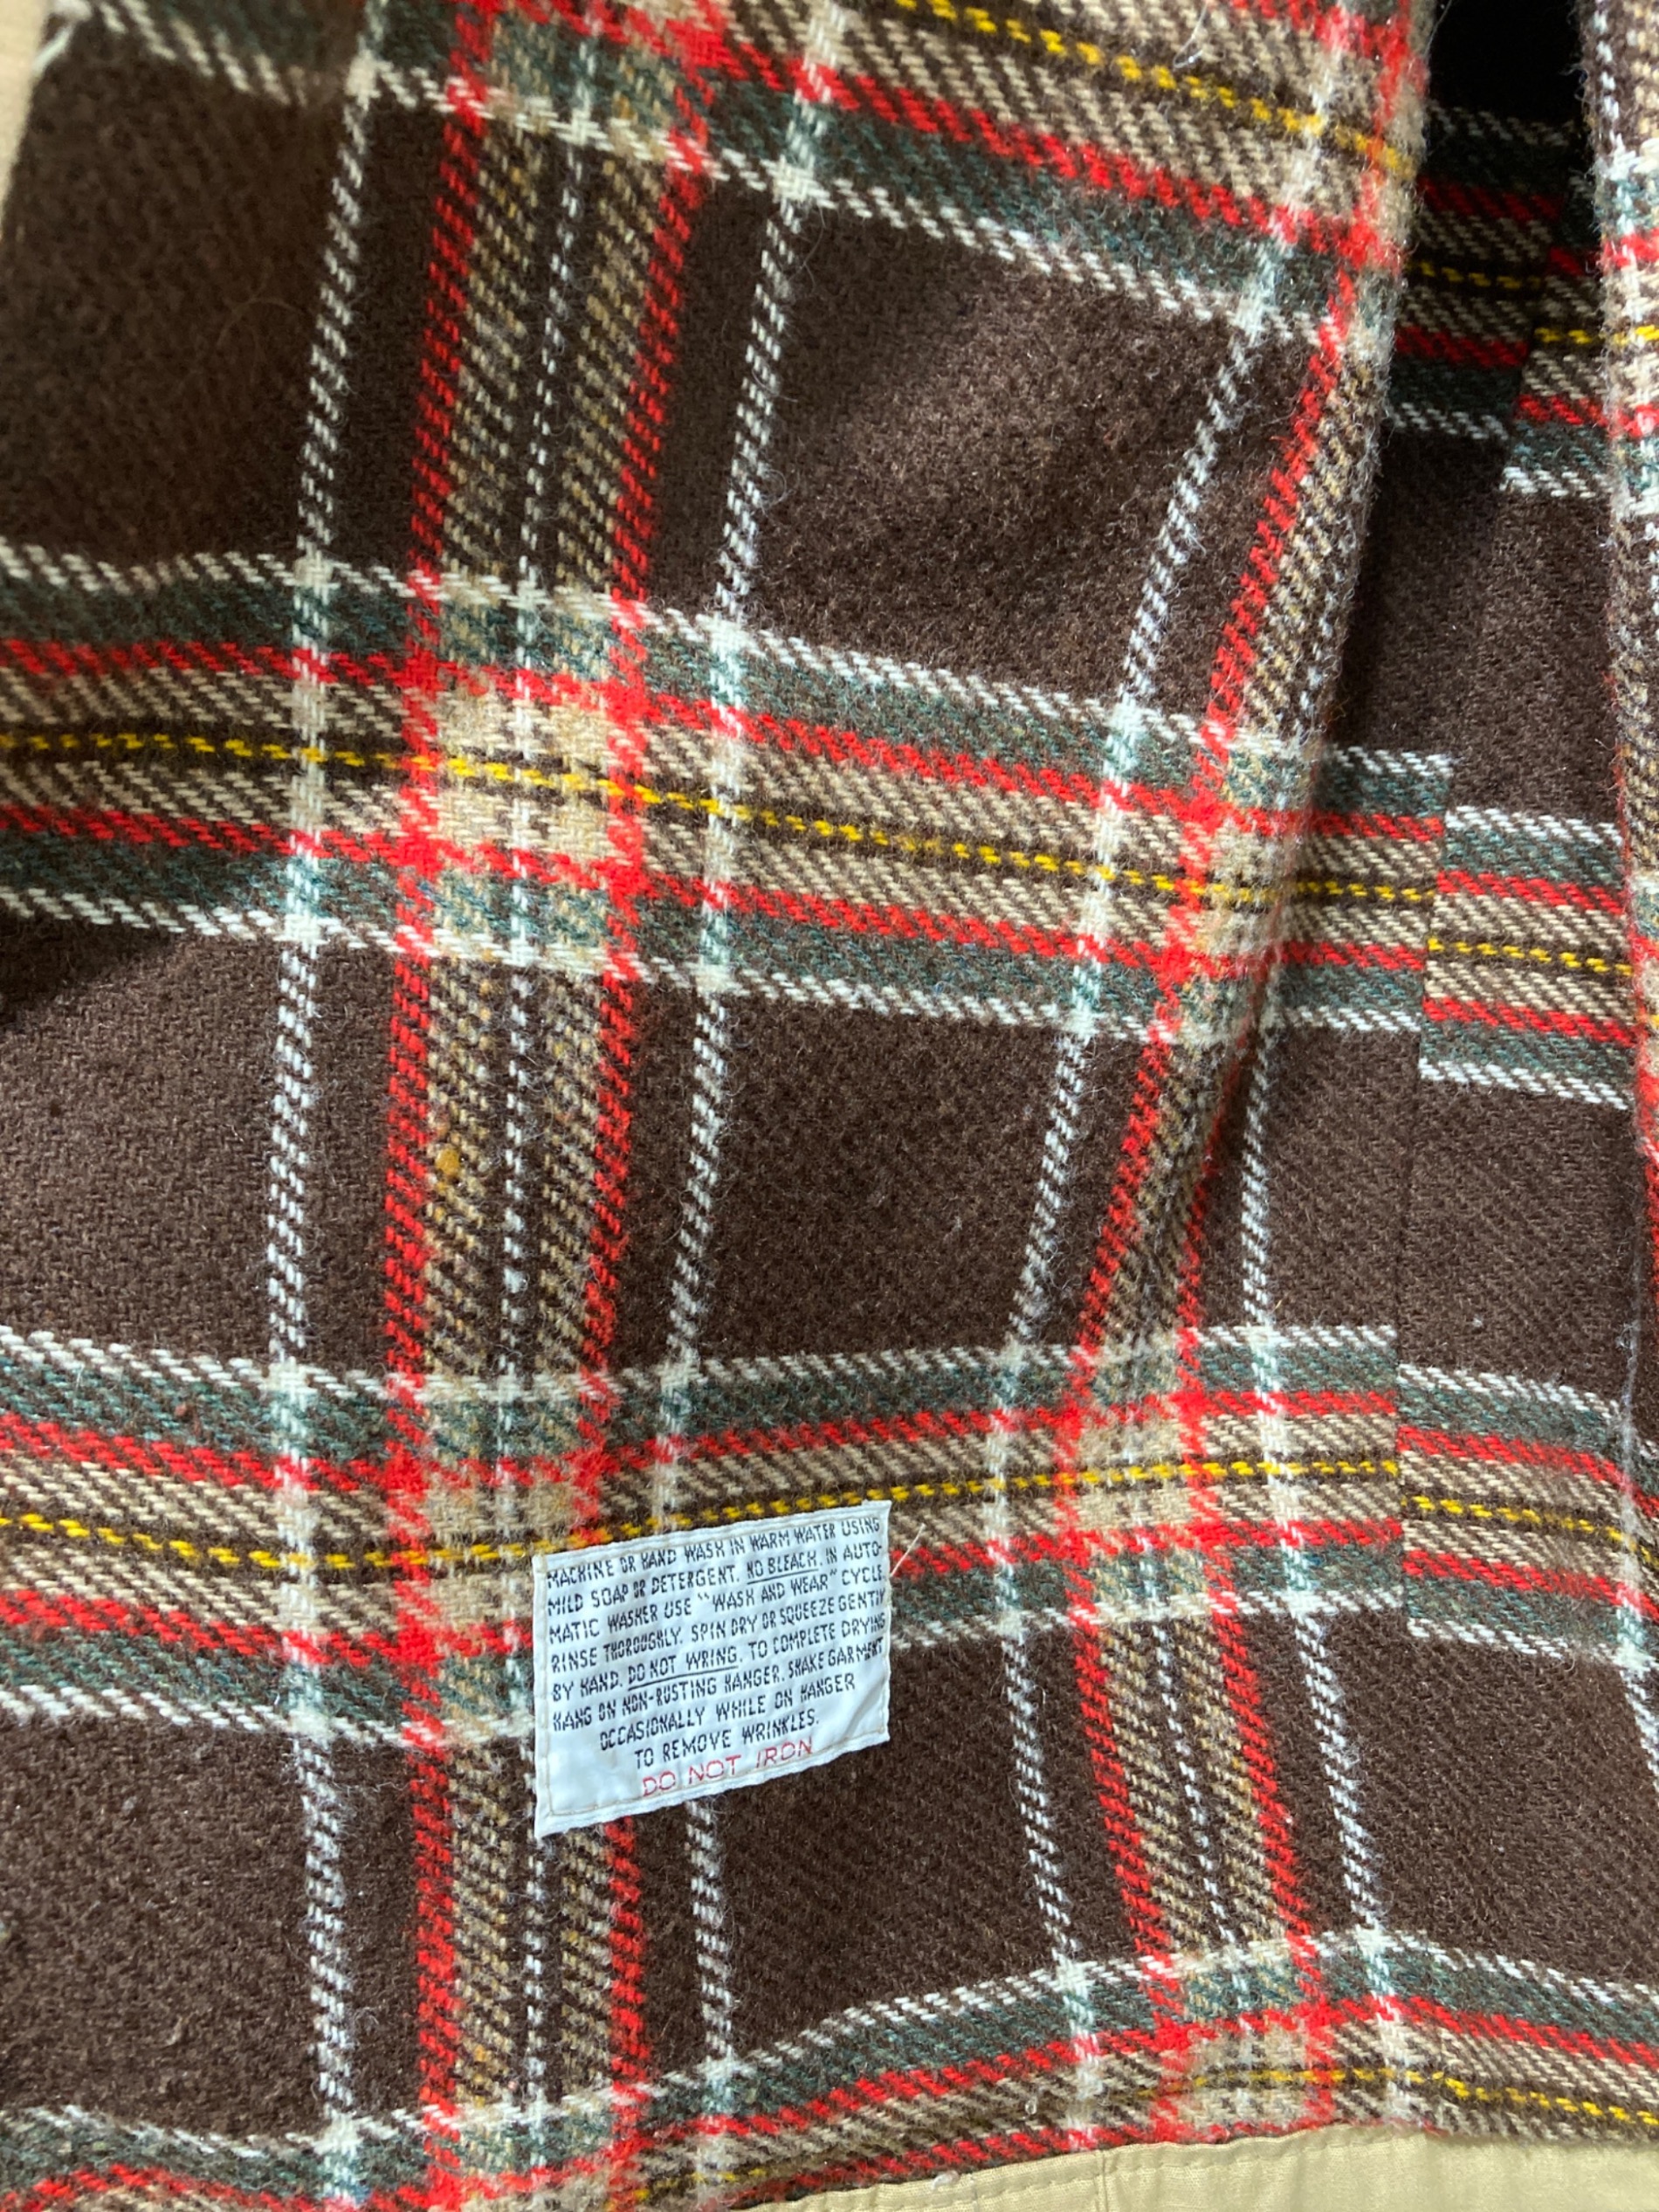 MACHINE OR HAND WASH IN WARM WATER USING
MILD SOAP OR DETERGENT. NO BLEACH. IN AUTO-
MATIC WASHER USE "WASH AND WEAR" CYCLE
RINSE THOROUGHLY. SPIN DRY OR SQUEEZE GENTLY
BY HAND. DO NOT WRING. TO COMPLETE DRYING
HANG ON NON-RUSTING HANGER. SHAKE GARMENT
OCCASIONALLY WHILE ON HANGER
TO REMOVE WRINKLES.
DO NOT IRON